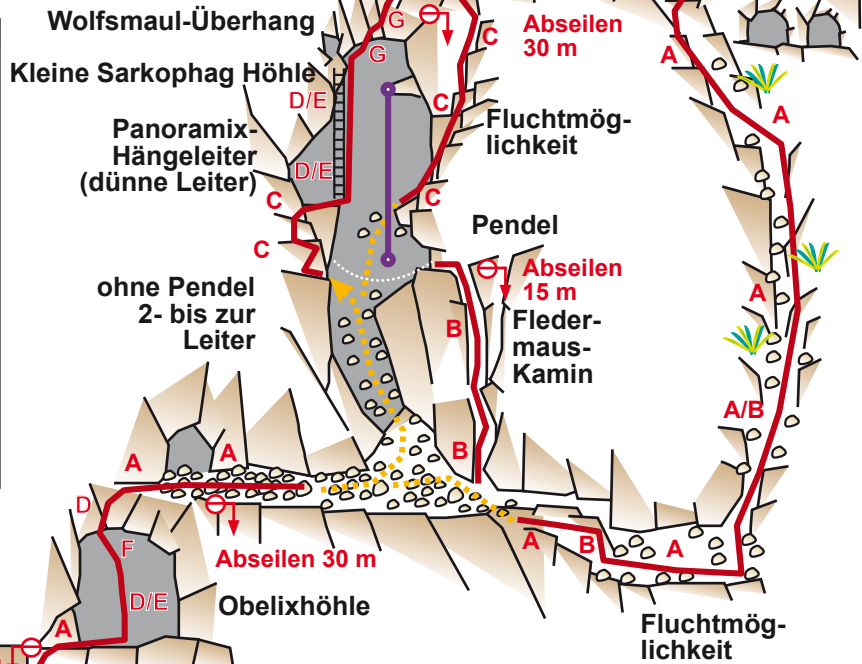 Wolfsmaul-Überhang
G
Abseilen
30 m
C
G
A
Kleine Sarkophag Höhle
D/E
C
A
Fluchtmög-
lichkeit
Panoramix-
Hängeleiter
(dünne Leiter)
D/E
C
C
Pendel
C
Abseilen
15 m
ohne Pendel
2- bis zur
Leiter
A
Fleder-
maus-
Kamin
B
A/B
A
A
B
D
A
B
A
F
Abseilen 30 m
D/E
Obelixhöhle
A
Fluchtmög-
lichkeit